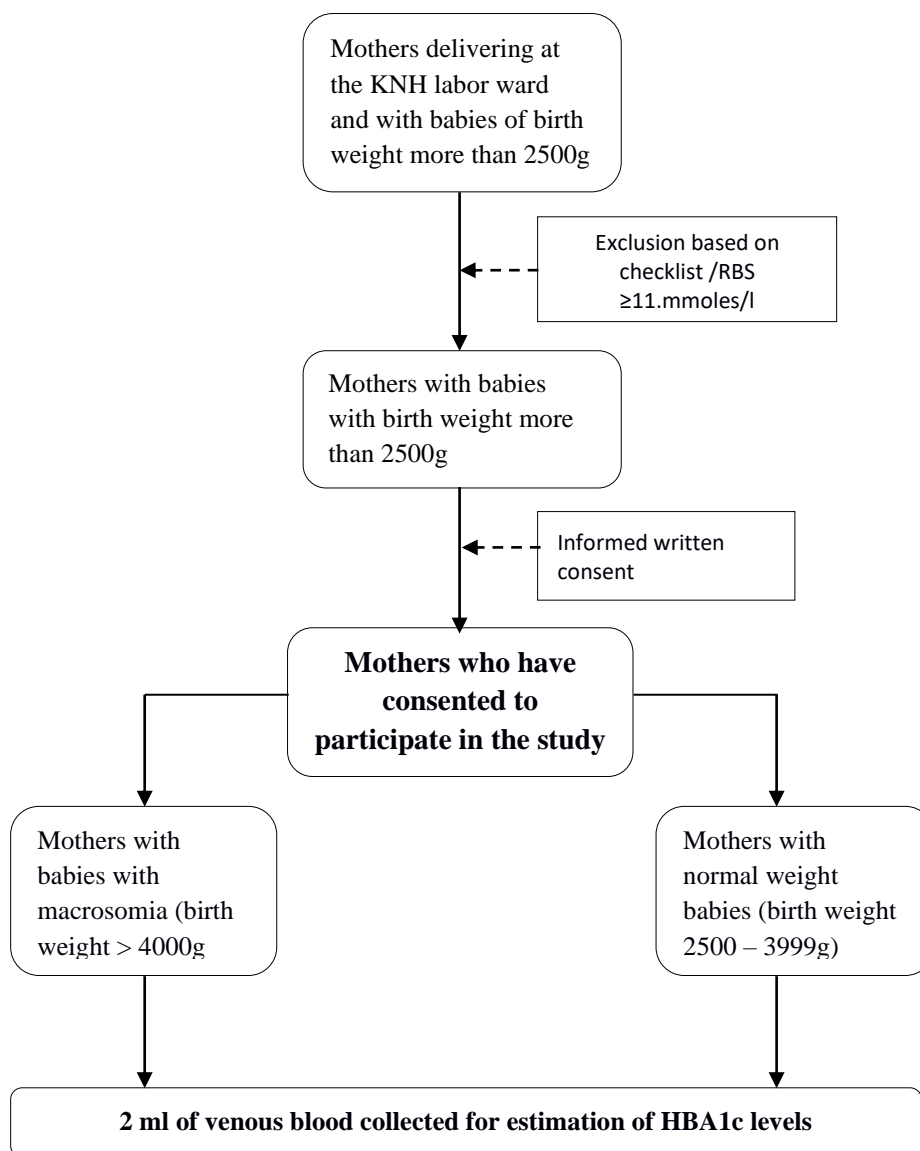 Mothers delivering at
the KNH labor ward
and with babies of birth
weight more than 2500g
Exclusion based on
checklist /RBS
≥11.mmoles/l
Mothers with babies
with birth weight more
than 2500g
Informed written
consent
Mothers who have
consented to
participate in the study
Mothers with
babies with
macrosomia (birth
weight > 4000g
Mothers with
normal weight
babies (birth weight
2500 – 3999g)
2 ml of venous blood collected for estimation of HBA1c levels